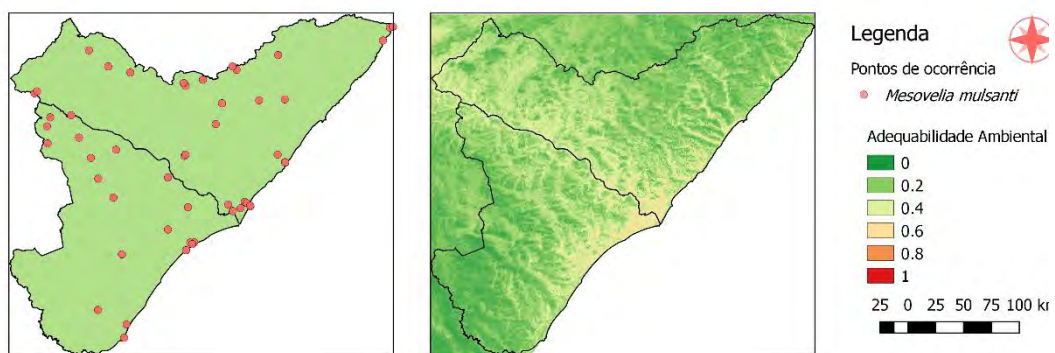 Legenda
Pontos de ocorrência
Mesovelia mulsanti
Adequabilidade Ambiental
0
0.2
0.4
0.6
0.8
1
25 0 25 50 75 100 km